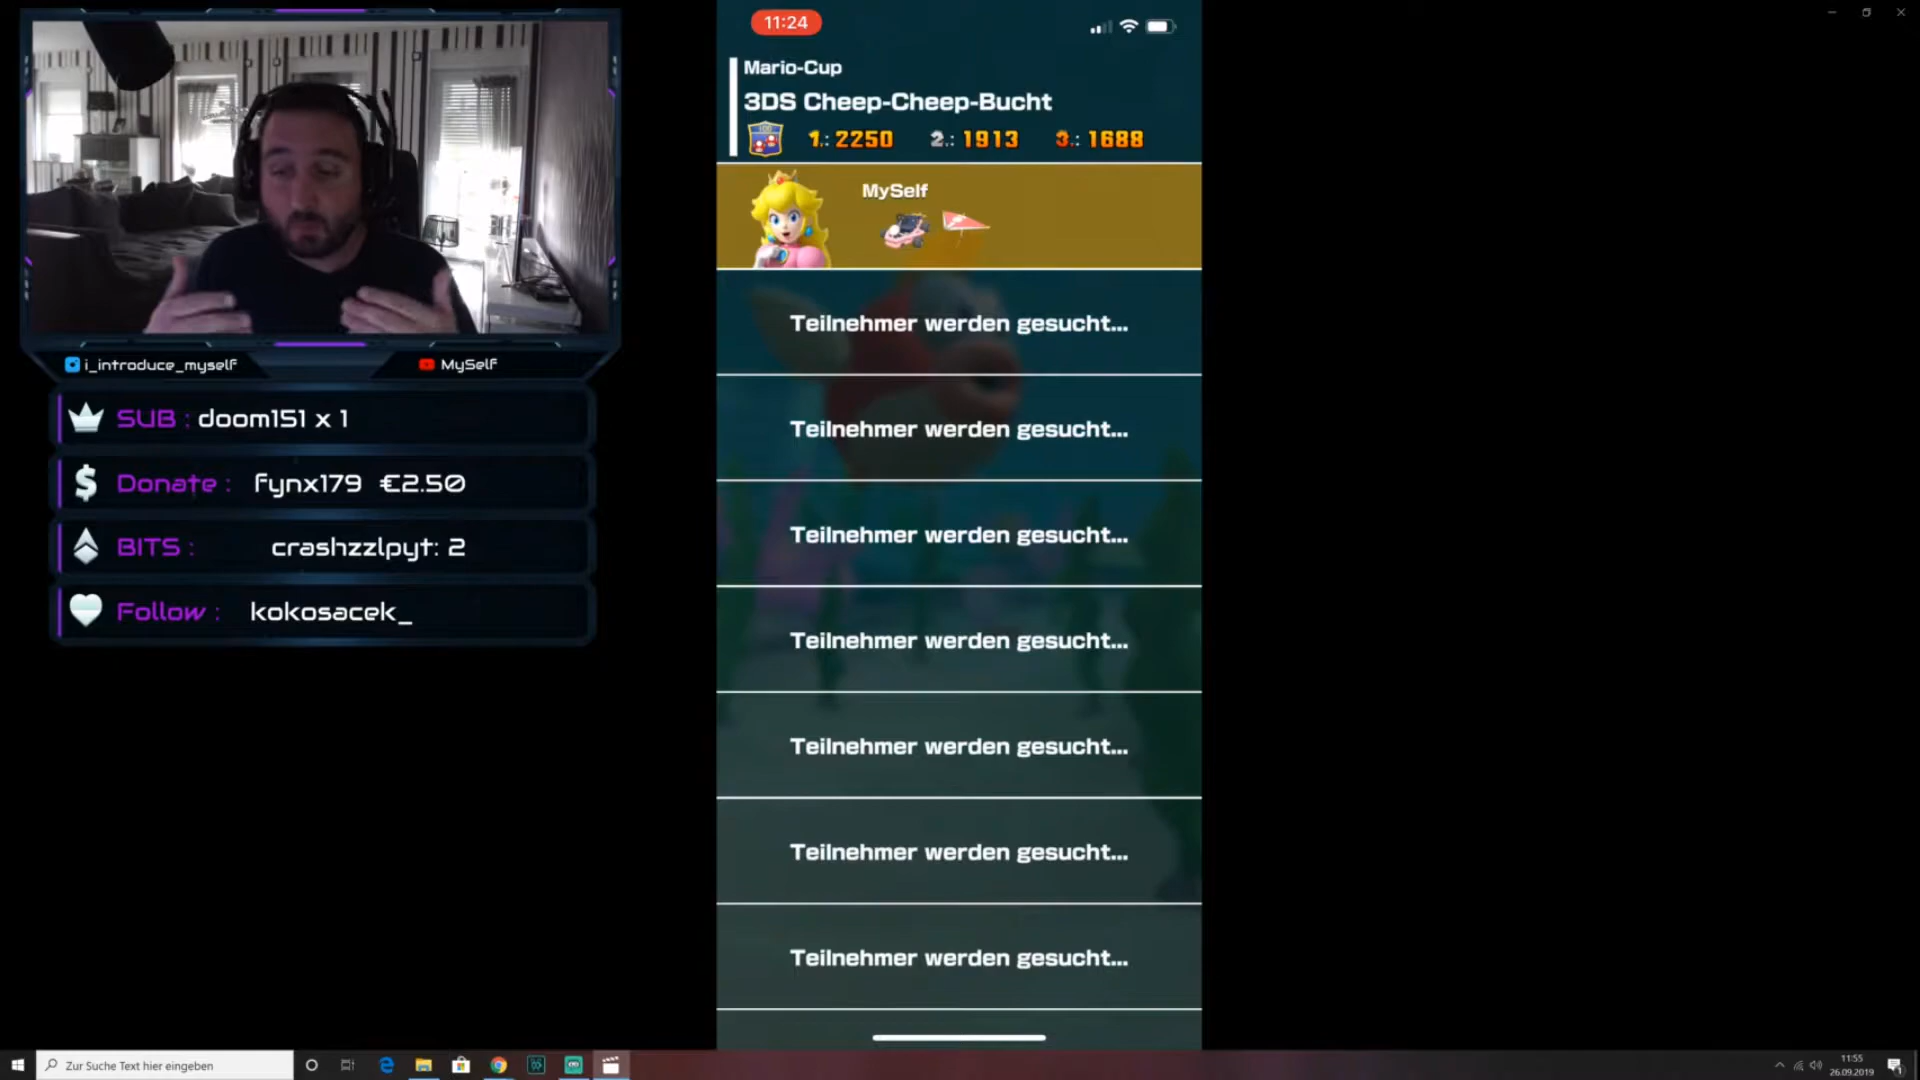 11:24
Mario-Cup
3DS Cheep-Cheep-Bucht
100
1.: 2250 2.: 1913 3.: 1688
MySelf
Teilnehmer werden gesucht...
Teilnehmer werden gesucht...
Teilnehmer werden gesucht...
Teilnehmer werden gesucht...
Teilnehmer werden gesucht...
Teilnehmer werden gesucht...
Teilnehmer werden gesucht...
i_introduce_myself
MySelf
SUB : doom151 x 1
Donate : fynx179 €2.50
BITS : crashzzlpyt: 2
Follow : kokosacek_
Zur Suche Text hier eingeben
11:55
26.09.2019